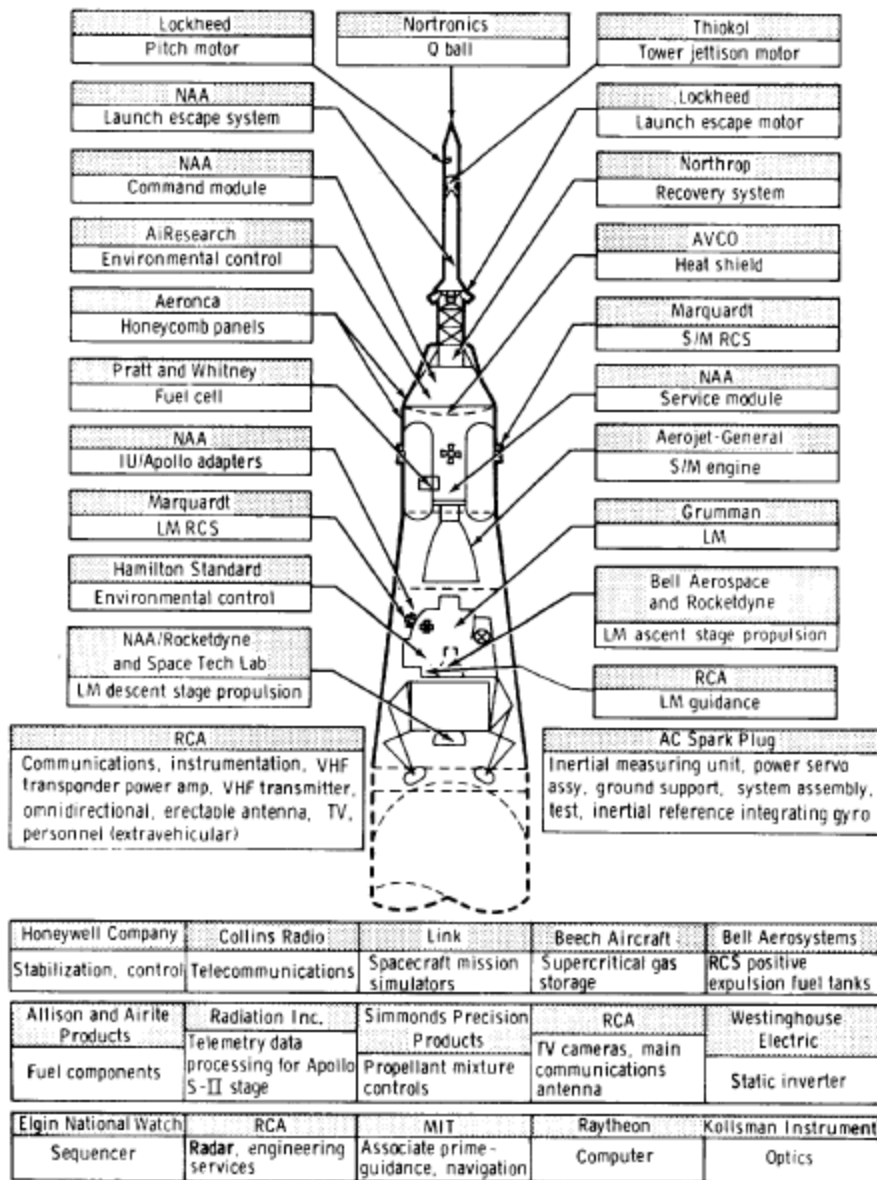 Lockheed
Pitch motor
Nortronics
Q ball
Thiokol
Tower jettison motor
NAA
Launch escape system
Lockheed
Launch escape motor
NAA
Command module
Northrop
Recovery system
AiResearch
Environmental control
AVCO
Heat shield
Aeronca
Honeycomb panels
Marquardt
S/M RCS
Pratt and Whitney
Fuel cell
NAA
Service module
NAA
IU/Apollo adapters
Aerojet-General
S/M engine
Marquardt
LM RCS
Grumman
LM
Hamilton Standard
Environmental control
Bell Aerospace
and Rocketdyne
LM ascent stage propulsion
NAA/Rocketdyne
and Space Tech Lab
LM descent stage propulsion
RCA
LM guidance
RCA
Communications, instrumentation, VHF
transponder power amp, VHF transmitter,
omnidirectional, erectable antenna, TV,
personnel (extravehicular)
AC Spark Plug
Inertial measuring unit, power servo
assy, ground support, system assembly,
test, inertial reference integrating gyro
Honeywell Company
Stabilization, control
Collins Radio
Telecommunications
Link
Spacecraft mission
simulators
Beech Aircraft
Supercritical gas
storage
Bell Aerosystems
RCS positive
expulsion fuel tanks
Allison and Airite
Products
Fuel components
Radiation Inc.
Telemetry data
processing for Apollo
S-II stage
Simmonds Precision
Products
Propellant mixture
controls
RCA
TV cameras, main
communications
antenna
Westinghouse
Electric
Static inverter
Elgin National Watch
Sequencer
RCA
Radar, engineering
services
MIT
Associate prime-
guidance, navigation
Raytheon
Computer
Kollsman Instrument
Optics